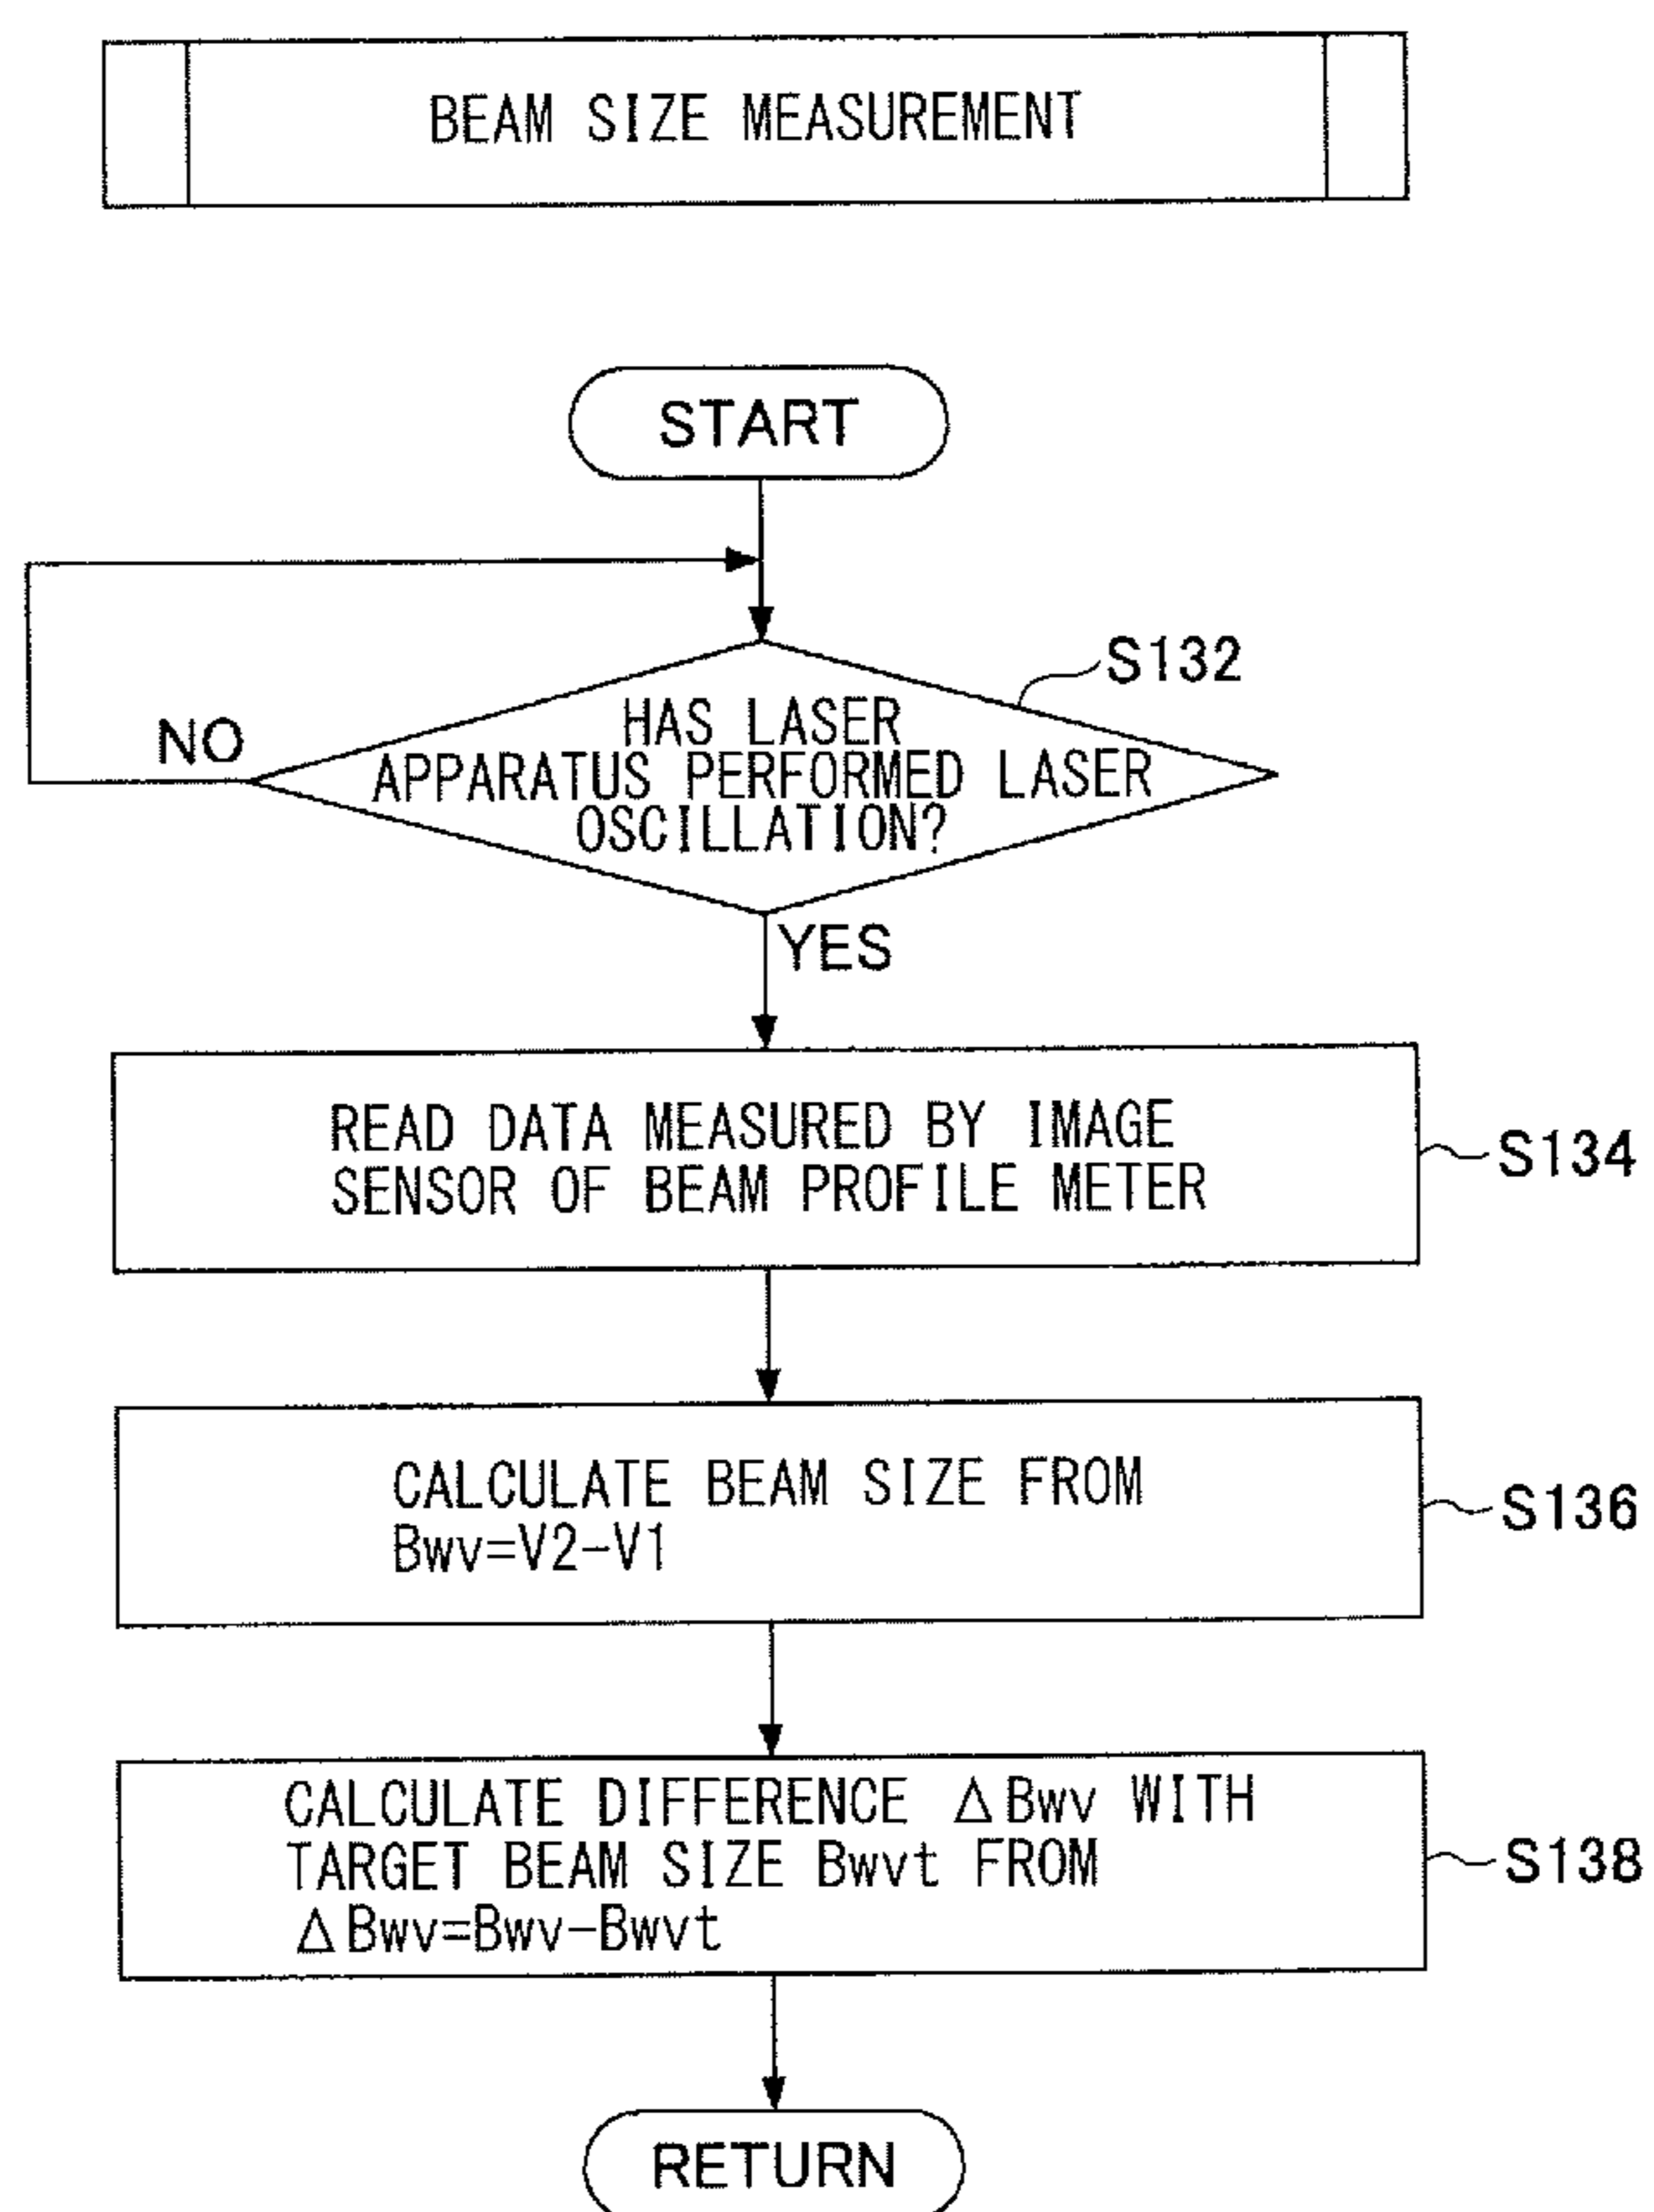 BEAM SIZE MEASUREMENT
START
S132
HAS LASER
APPARATUS PERFORMED LASER
OSCILLATION?
NO
YES
READ DATA MEASURED BY IMAGE
SENSOR OF BEAM PROFILE METER
S134
CALCULATE BEAM SIZE FROM
Bwv=V2-V1
S136
CALCULATE DIFFERENCE ΔBwv WITH
TARGET BEAM SIZE Bwvt FROM
ΔBwv=Bwv-Bwvt
S138
RETURN